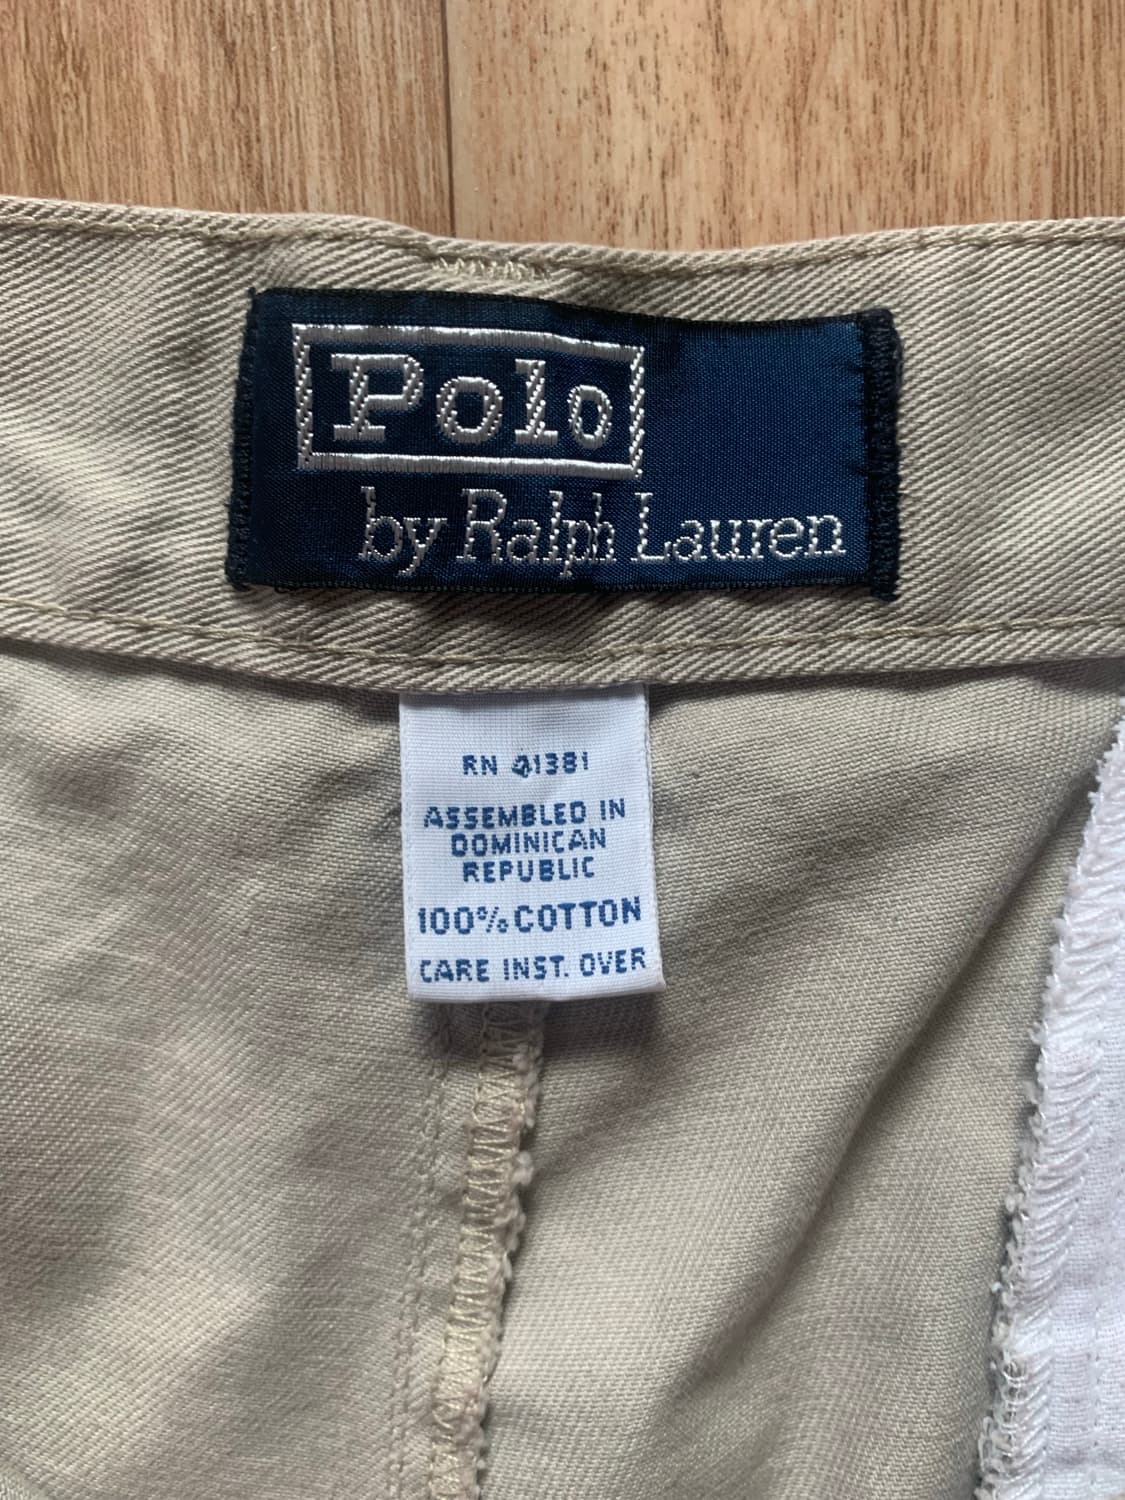 Polo
by Ralph Lauren
RN 41381
ASSEMBLED IN
DOMINICAN
REPUBLIC
100% COTTON
CARE INST. OVER